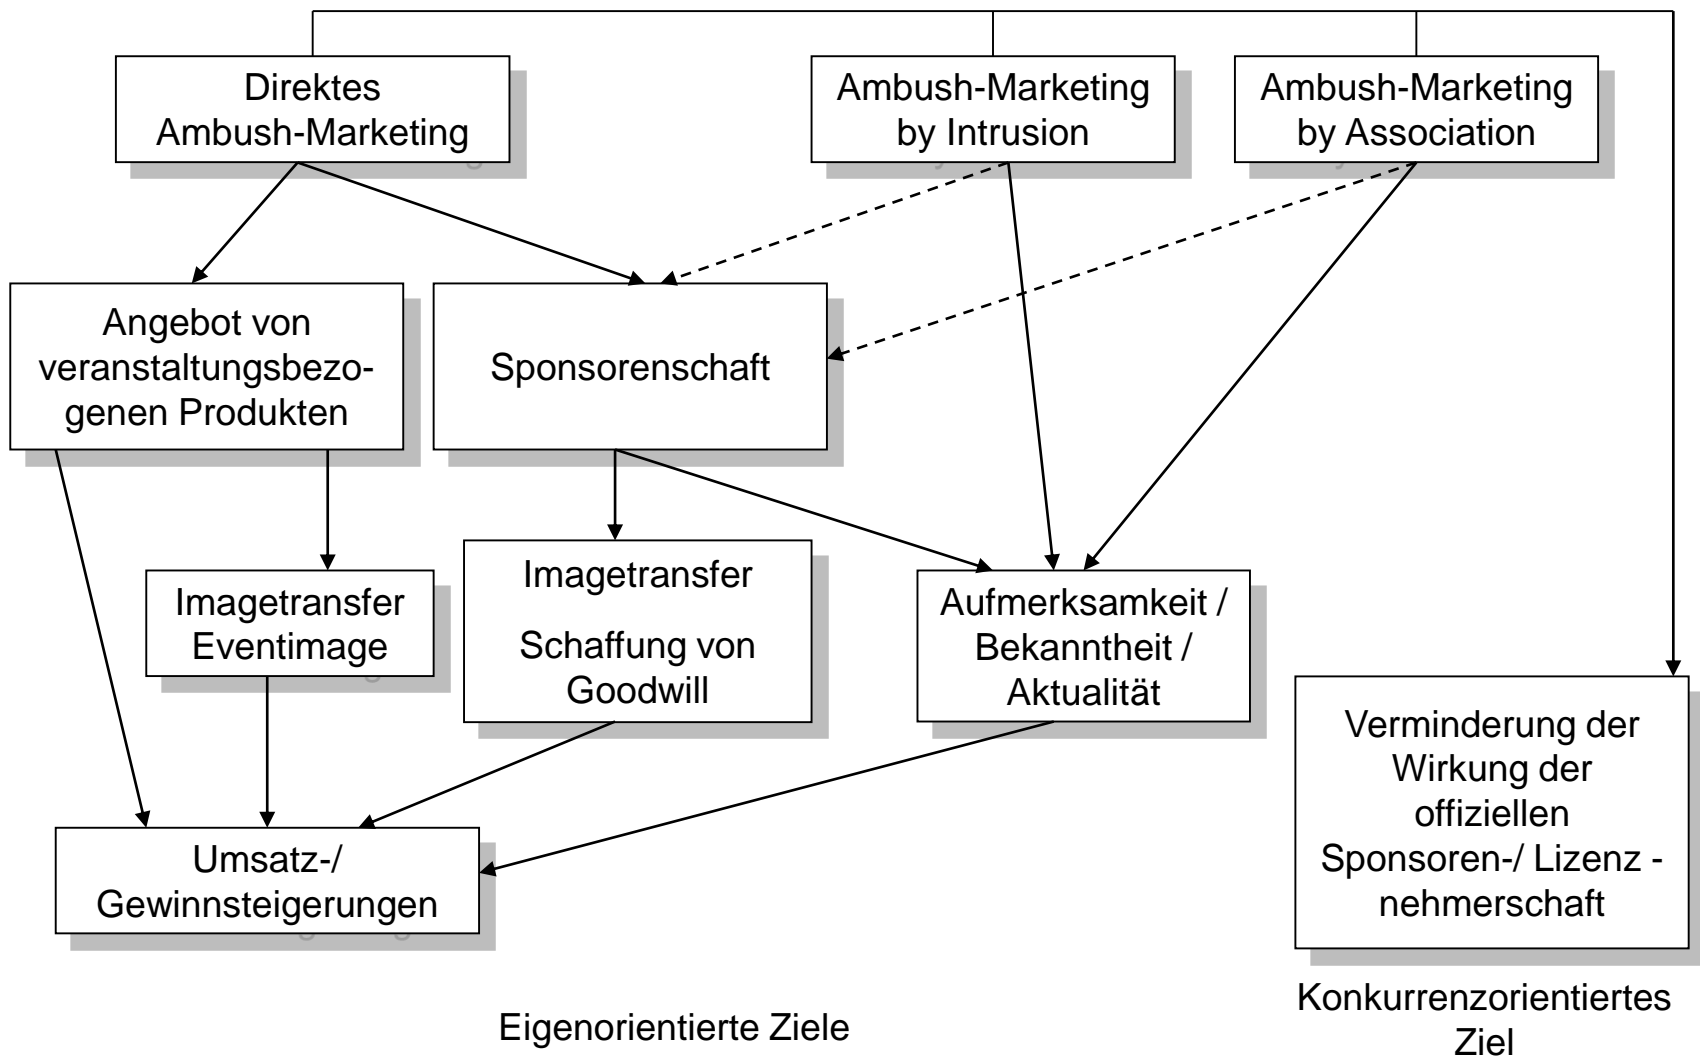 Direktes
Ambush-Marketing
Ambush-Marketing
by Intrusion
Ambush-Marketing
by Association
Angebot von
veranstaltungsbezo-
genen Produkten
Sponsorenschaft
Imagetransfer
Eventimage
Imagetransfer
Schaffung von
Goodwill
Aufmerksamkeit /
Bekanntheit /
Aktualität
Verminderung der
Wirkung der
offiziellen
Sponsoren-/ Lizenz -
nehmerschaft
Umsatz-/
Gewinnsteigerungen
Eigenorientierte Ziele
Konkurrenzorientiertes
Ziel